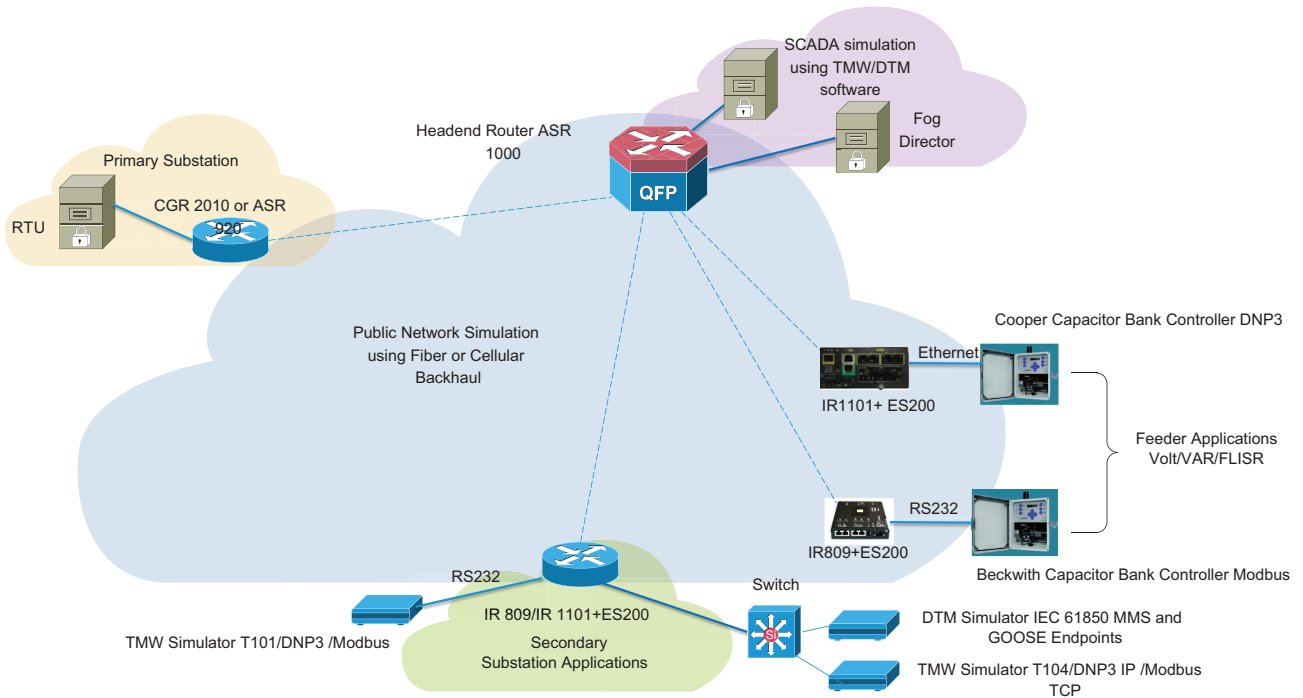 SCADA simulation
using TMW/DTM
software
Fog
Director
Headend Router ASR
1000
QFP
Primary Substation
RTU
CGR 2010 or ASR
920
Public Network Simulation
using Fiber or Cellular
Backhaul
Cooper Capacitor Bank Controller DNP3
Ethernet
IR1101+ ES200
Feeder Applications
Volt/VAR/FLISR
RS232
IR809+ES200
Beckwith Capacitor Bank Controller Modbus
RS232
IR 809/IR 1101+ES200
Secondary
Substation Applications
TMW Simulator T101/DNP3 /Modbus
Switch
Si
DTM Simulator IEC 61850 MMS and
GOOSE Endpoints
TMW Simulator T104/DNP3 IP /Modbus
TCP